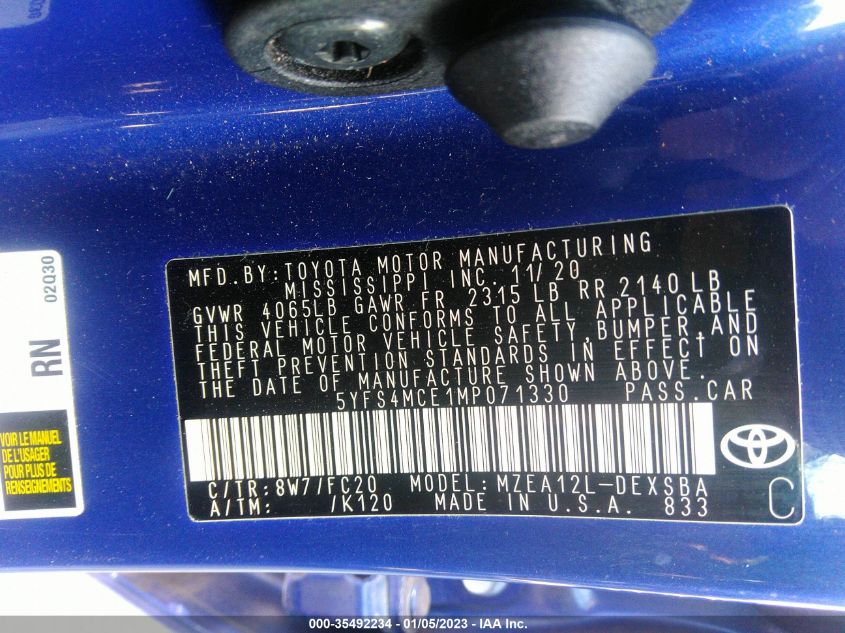 MFD.BY:TOYOTA MOTOR MANUFACTURING
MISSISSIPPI INC. 11/20
GVWR 4065LB GAWR FR 2315 LB RR 2140 LB
THIS VEHICLE CONFORMS TO ALL APPLICABLE
FEDERAL MOTOR VEHICLE SAFETY,BUMPER,AND
THEFT PREVENTION STANDARDS IN EFFECT ON
THE DATE OF MANUFACTURE SHOWN ABOVE.
5YFS4MCE1MP071330 PASS.CAR
C/TR:8W7/FC20 MODEL:MZEA12L-DEXSBA
A/TM: /K120 MADE IN U.S.A. 833
C
RN 02Q30
VOIR LE MANUEL
DE L'USAGER
POUR PLUS DE
RENSEIGNEMENTS
000-35492234 - 01/05/2023 - IAA Inc.